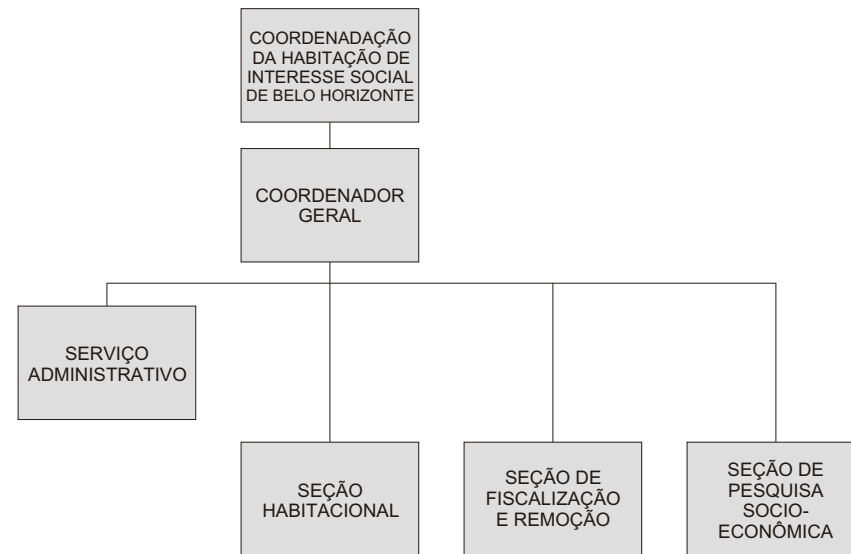 COORDENADAÇÃO
DA HABITAÇÃO DE
INTERESSE SOCIAL
DE BELO HORIZONTE
COORDENADOR
GERAL
SERVIÇO
ADMINISTRATIVO
SEÇÃO
HABITACIONAL
SEÇÃO DE
FISCALIZAÇÃO
E REMOÇÃO
SEÇÃO DE
PESQUISA
SOCIO-
ECONÔMICA